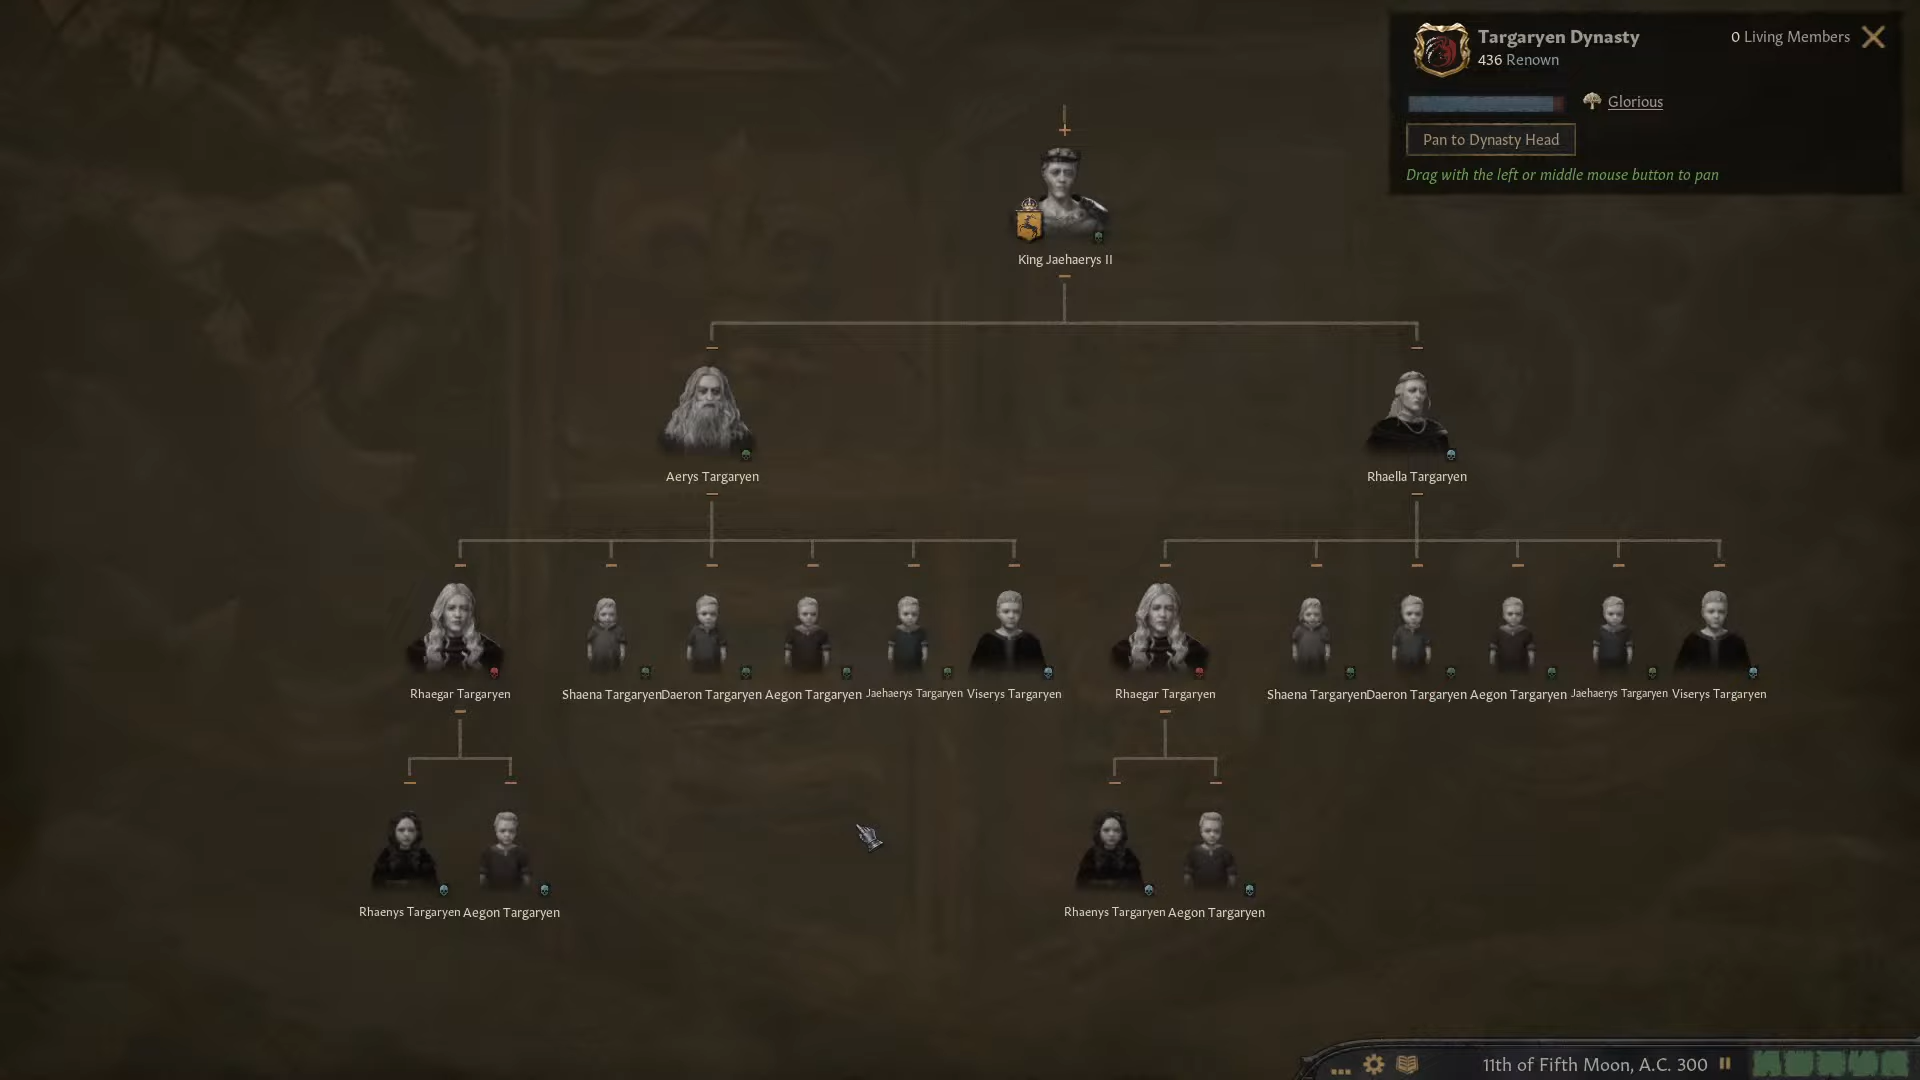 Targaryen Dynasty
0 Living Members
436 Renown
Glorious
Pan to Dynasty Head
Drag with the left or middle mouse button to pan
King Jaehaerys II
Aerys Targaryen
Rhaella Targaryen
Rhaegar Targaryen
Shaena Targaryen
Daeron Targaryen
Aegon Targaryen
Jaehaerys Targaryen
Viserys Targaryen
Rhaegar Targaryen
Shaena Targaryen
Daeron Targaryen
Aegon Targaryen
Jaehaerys Targaryen
Viserys Targaryen
Rhaenys Targaryen
Aegon Targaryen
Rhaenys Targaryen
Aegon Targaryen
11th of Fifth Moon, A.C. 300